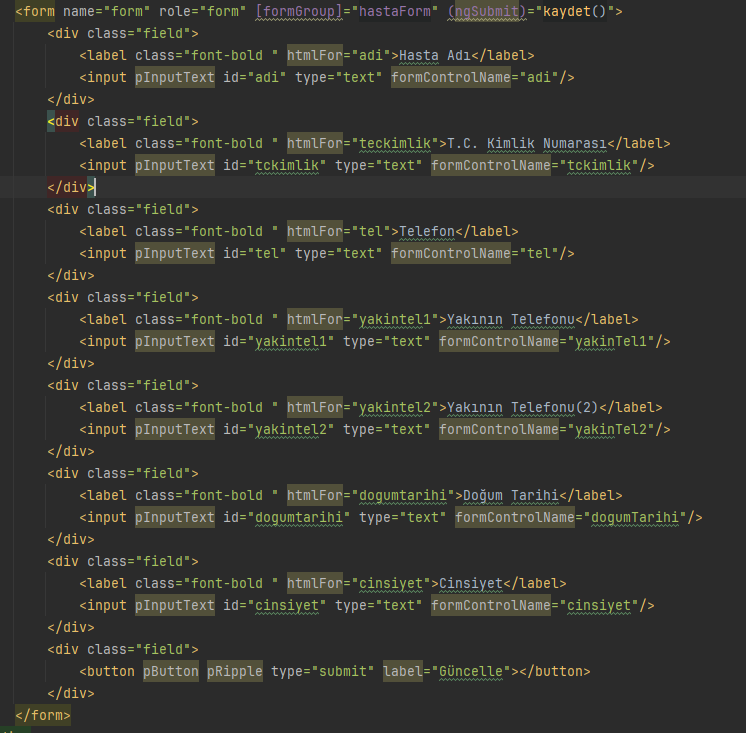 <form name="form" role="form" [formGroup]="hastaForm" (ngSubmit)="kaydet()">
<div class="field">
<label class="font-bold " htmlFor="adi">Hasta Adı</label>
<input pInputText id="adi" type="text" formControlName="adi"/>
</div>
<div class="field">
<label class="font-bold " htmlFor="teckimlik">T.C. Kimlik Numarası</label>
<input pInputText id="tckimlik" type="text" formControlName="tckimlik"/>
</div>
<div class="field">
<label class="font-bold " htmlFor="tel">Telefon</label>
<input pInputText id="tel" type="text" formControlName="tel"/>
</div>
<div class="field">
<label class="font-bold " htmlFor="yakintel1">Yakının Telefonu</label>
<input pInputText id="yakintel1" type="text" formControlName="yakinTel1"/>
</div>
<div class="field">
<label class="font-bold " htmlFor="yakintel2">Yakının Telefonu(2)</label>
<input pInputText id="yakintel2" type="text" formControlName="yakinTel2"/>
</div>
<div class="field">
<label class="font-bold " htmlFor="dogumtarihi">Doğum Tarihi</label>
<input pInputText id="dogumtarihi" type="text" formControlName="dogumTarihi"/>
</div>
<div class="field">
<label class="font-bold " htmlFor="cinsiyet">Cinsiyet</label>
<input pInputText id="cinsiyet" type="text" formControlName="cinsiyet"/>
</div>
<div class="field">
<button pButton pRipple type="submit" label="Güncelle"></button>
</div>
</form>